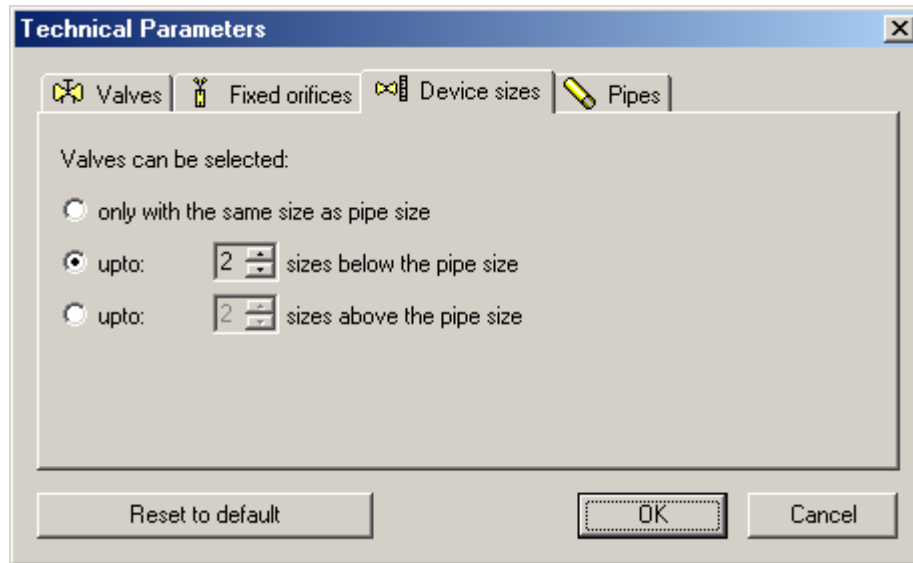 Technical Parameters
Valves Fixed orifices Device sizes Pipes
Valves can be selected:
only with the same size as pipe size
upto: 2 sizes below the pipe size
upto: 2 sizes above the pipe size
Reset to default OK Cancel